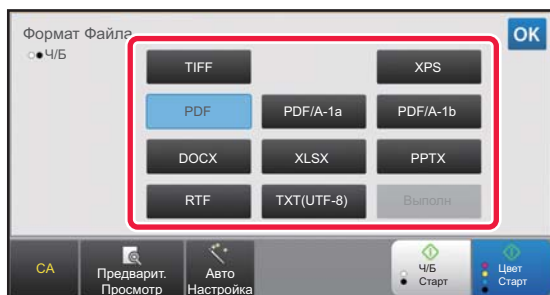 Формат Файла
Ч/Б
OK
TIFF
XPS
PDF
PDF/A-1a
PDF/A-1b
DOCX
XLSX
PPTX
RTF
TXT(UTF-8)
Выполн
CA
Предварит.
Просмотр
Авто
Настройка
Ч/Б
Старт
Цвет
Старт